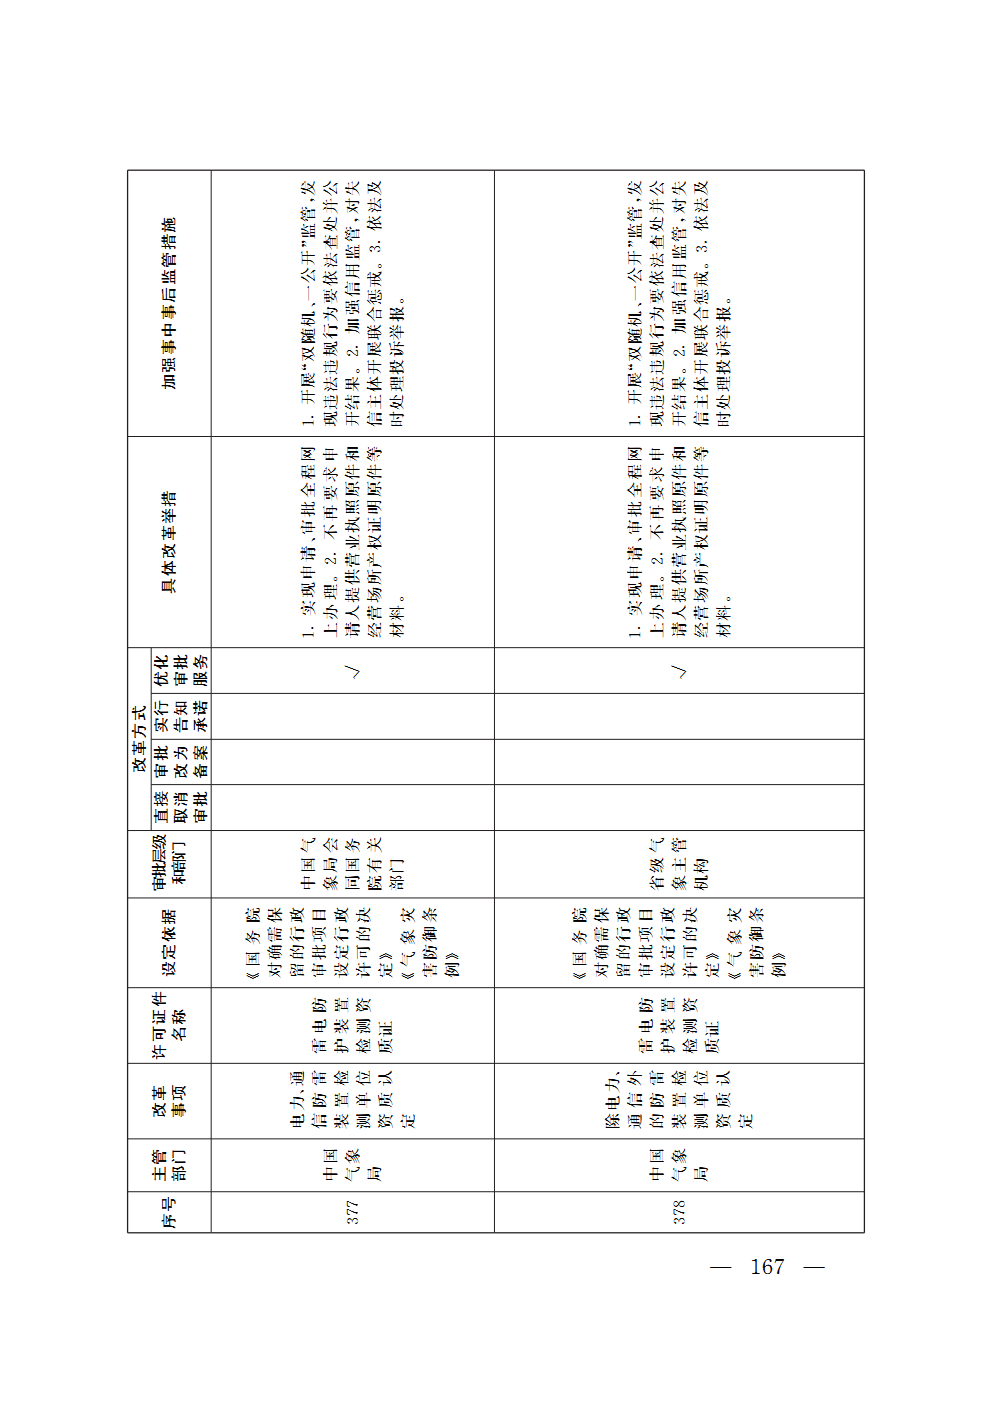 序号
主管
部门
改革
事项
许可证件
名称
设定依据
审批层级
和部门
改革方式
直接
取消
审批
审批
改为
备案
实行
告知
承诺
优化
审批
服务
具体改革举措
加强事中事后监管措施
377
中国
气象
局
电力、通
信防雷
装置检
测单位
资质认
定
雷电防
护装置
检测资
质证
《国务院
对确需保
留的行政
审批项目
设定行政
许可的决
定》
《气象灾
害防御条
例》
中国气
象局会
同国务
院有关
部门
√
1. 实现申请、审批全程网
上办理。2. 不再要求申
请人提供营业执照原件和
经营场所产权证明原件等
材料。
1. 开展“双随机、一公开”监管，发
现违法违规行为要依法查处并公
开结果。2. 加强信用监管，对失
信主体开展联合惩戒。3. 依法及
时处理投诉举报。
378
中国
气象
局
除电力、
通信外
的防雷
装置检
测单位
资质认
定
雷电防
护装置
检测资
质证
《国务院
对确需保
留的行政
审批项目
设定行政
许可的决
定》
《气象灾
害防御条
例》
省级气
象主管
机构
√
1. 实现申请、审批全程网
上办理。2. 不再要求申
请人提供营业执照原件和
经营场所产权证明原件等
材料。
1. 开展“双随机、一公开”监管，发
现违法违规行为要依法查处并公
开结果。2. 加强信用监管，对失
信主体开展联合惩戒。3. 依法及
时处理投诉举报。
— 167 —